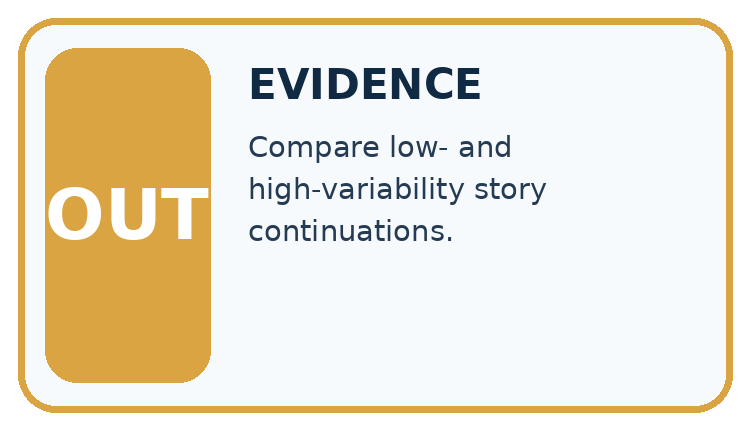 OUT
EVIDENCE
Compare low- and
high-variability story
continuations.